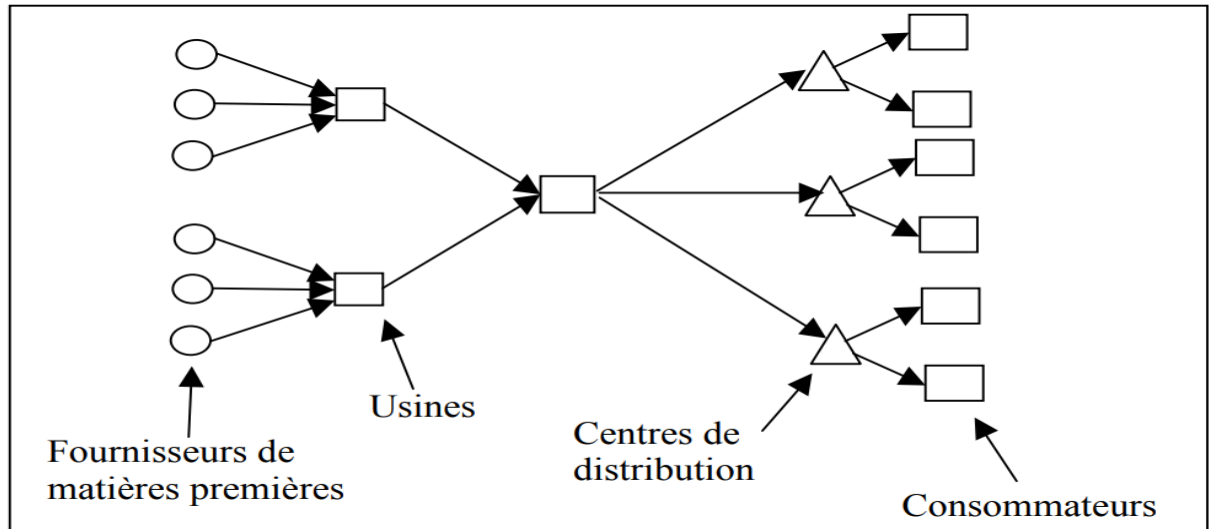 Usines
Fournisseurs de
matières premières
Centres de
distribution
Consommateurs